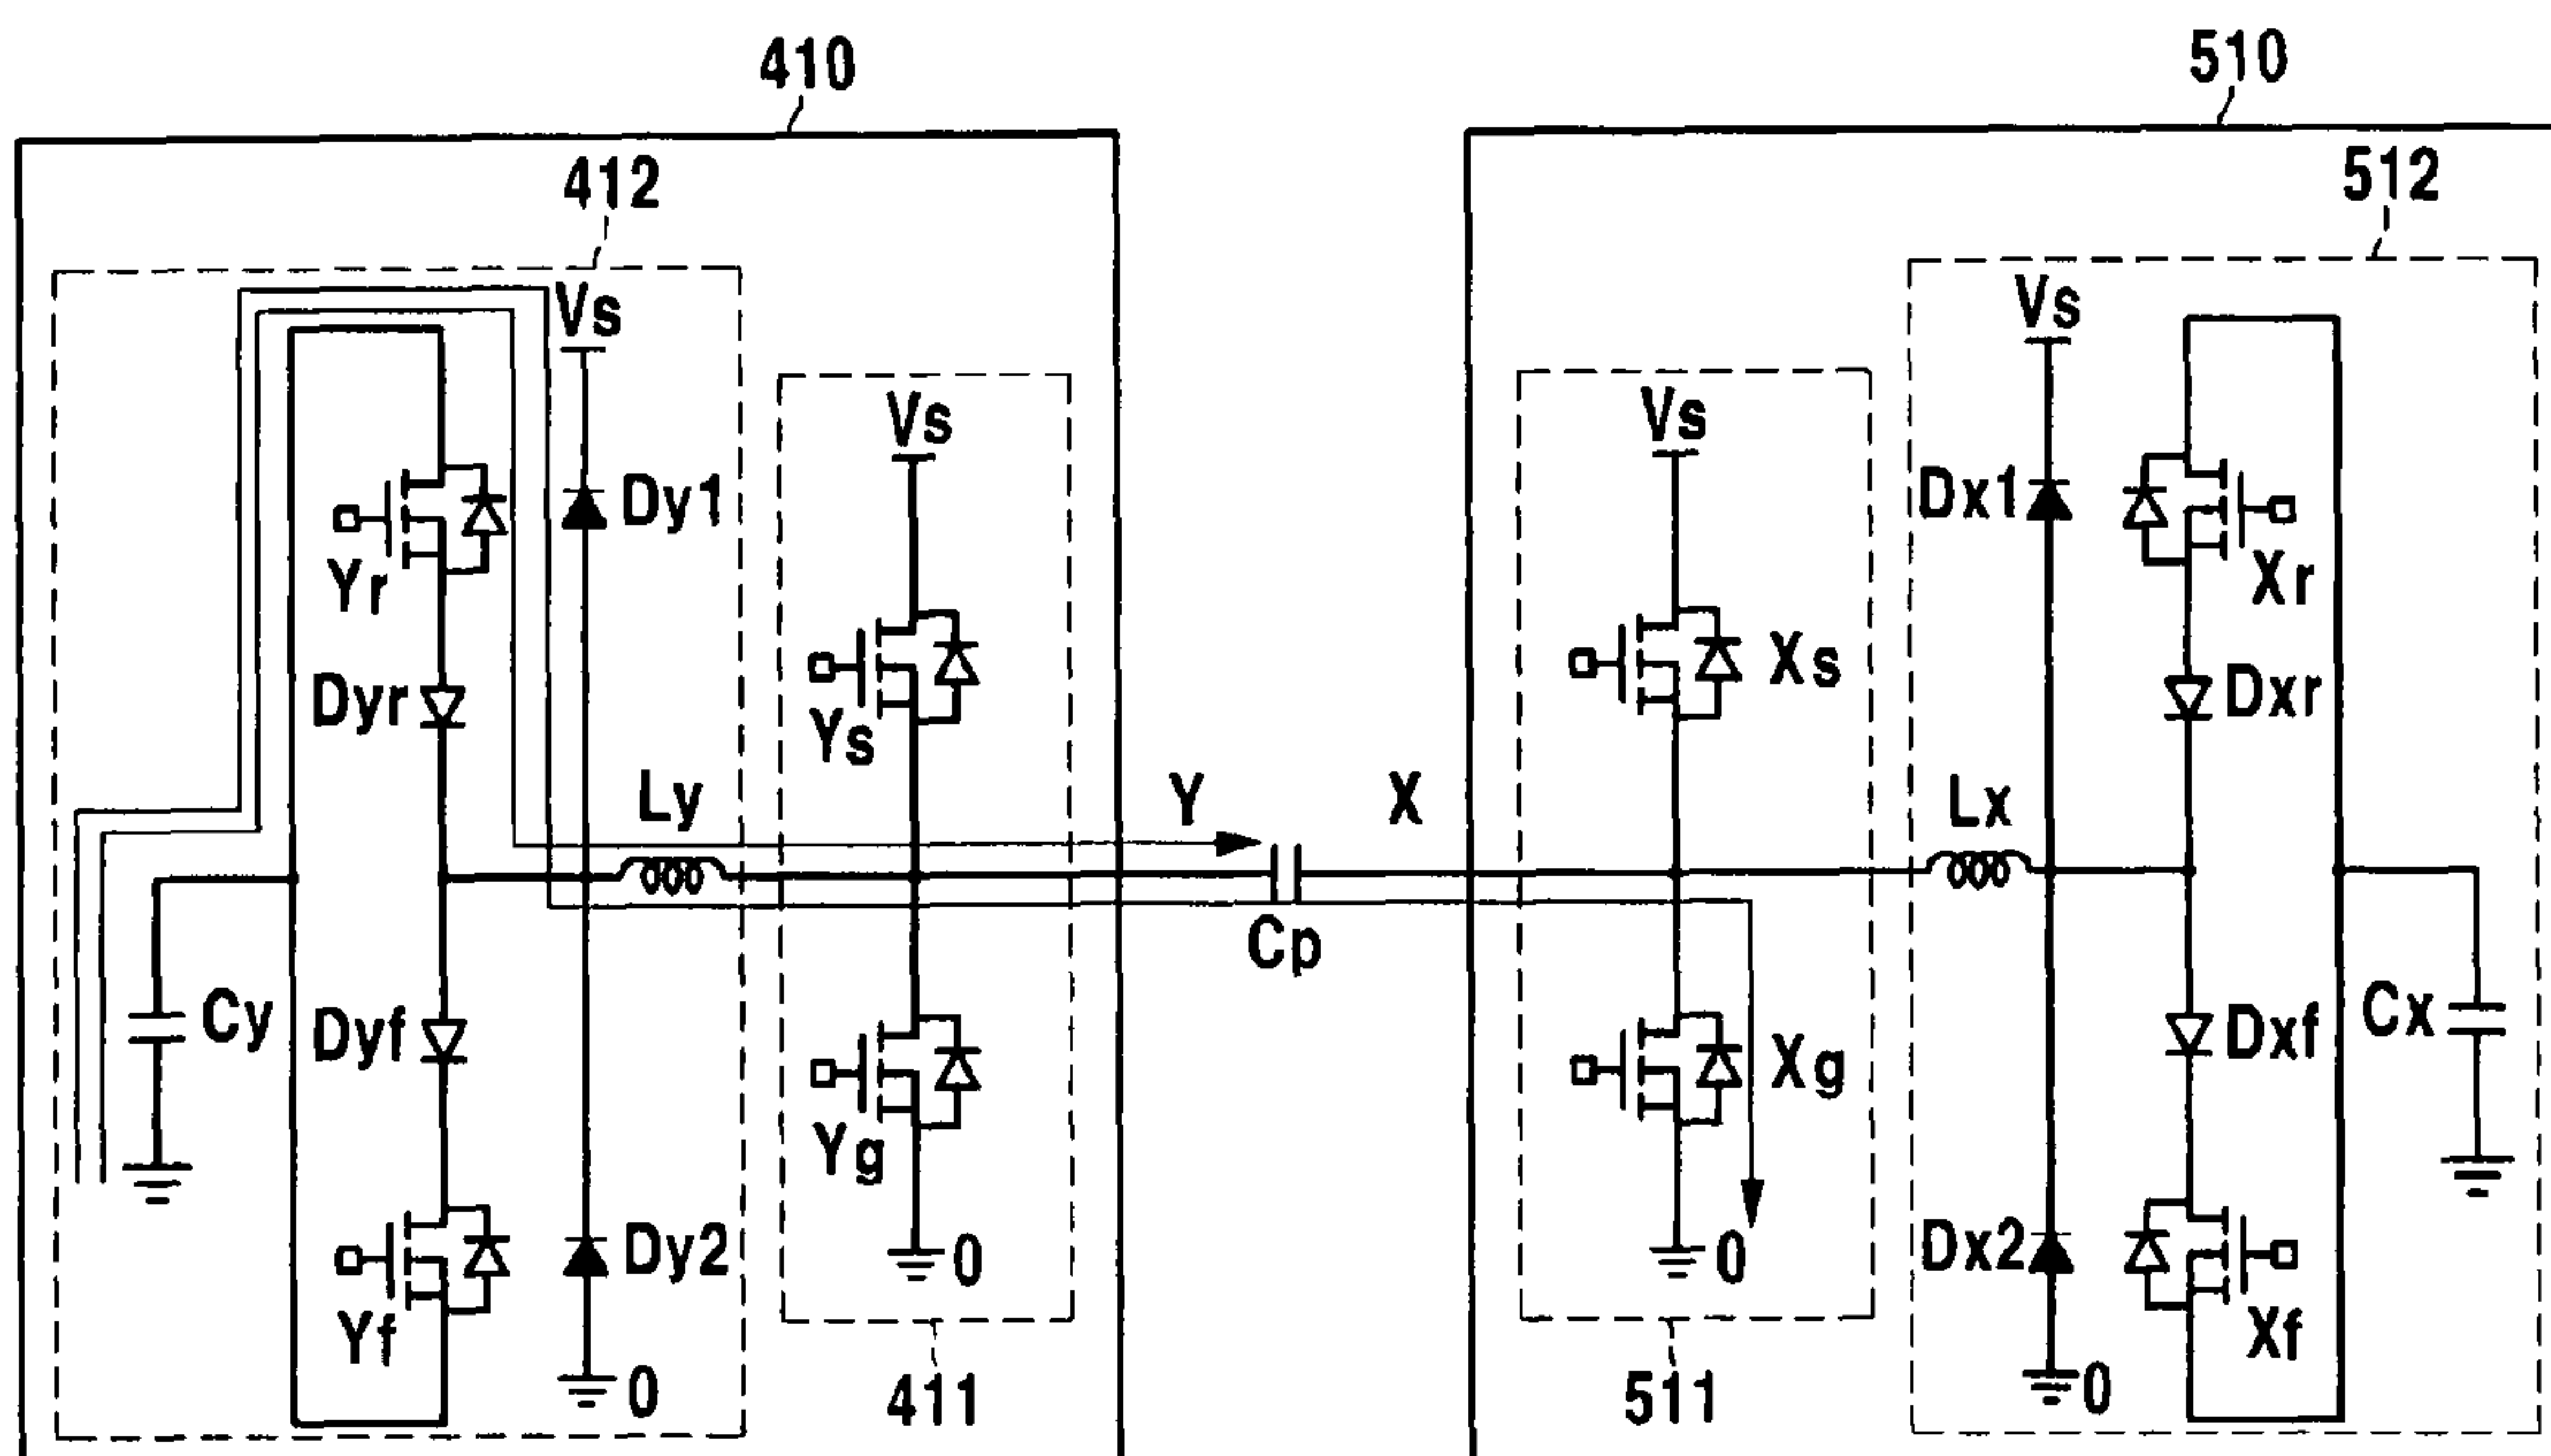 410
510
412
512
Vs
Vs
Vs
Vs
Dy1
Dx1
Yr
Xr
Ys
Xs
Dyr
Dxr
Ly
Y
X
Lx
Cp
Cy
Dyf
Yg
Xg
Dxf
Cx
Dy2
0
0
Dx2
Yf
Xf
0
0
411
511